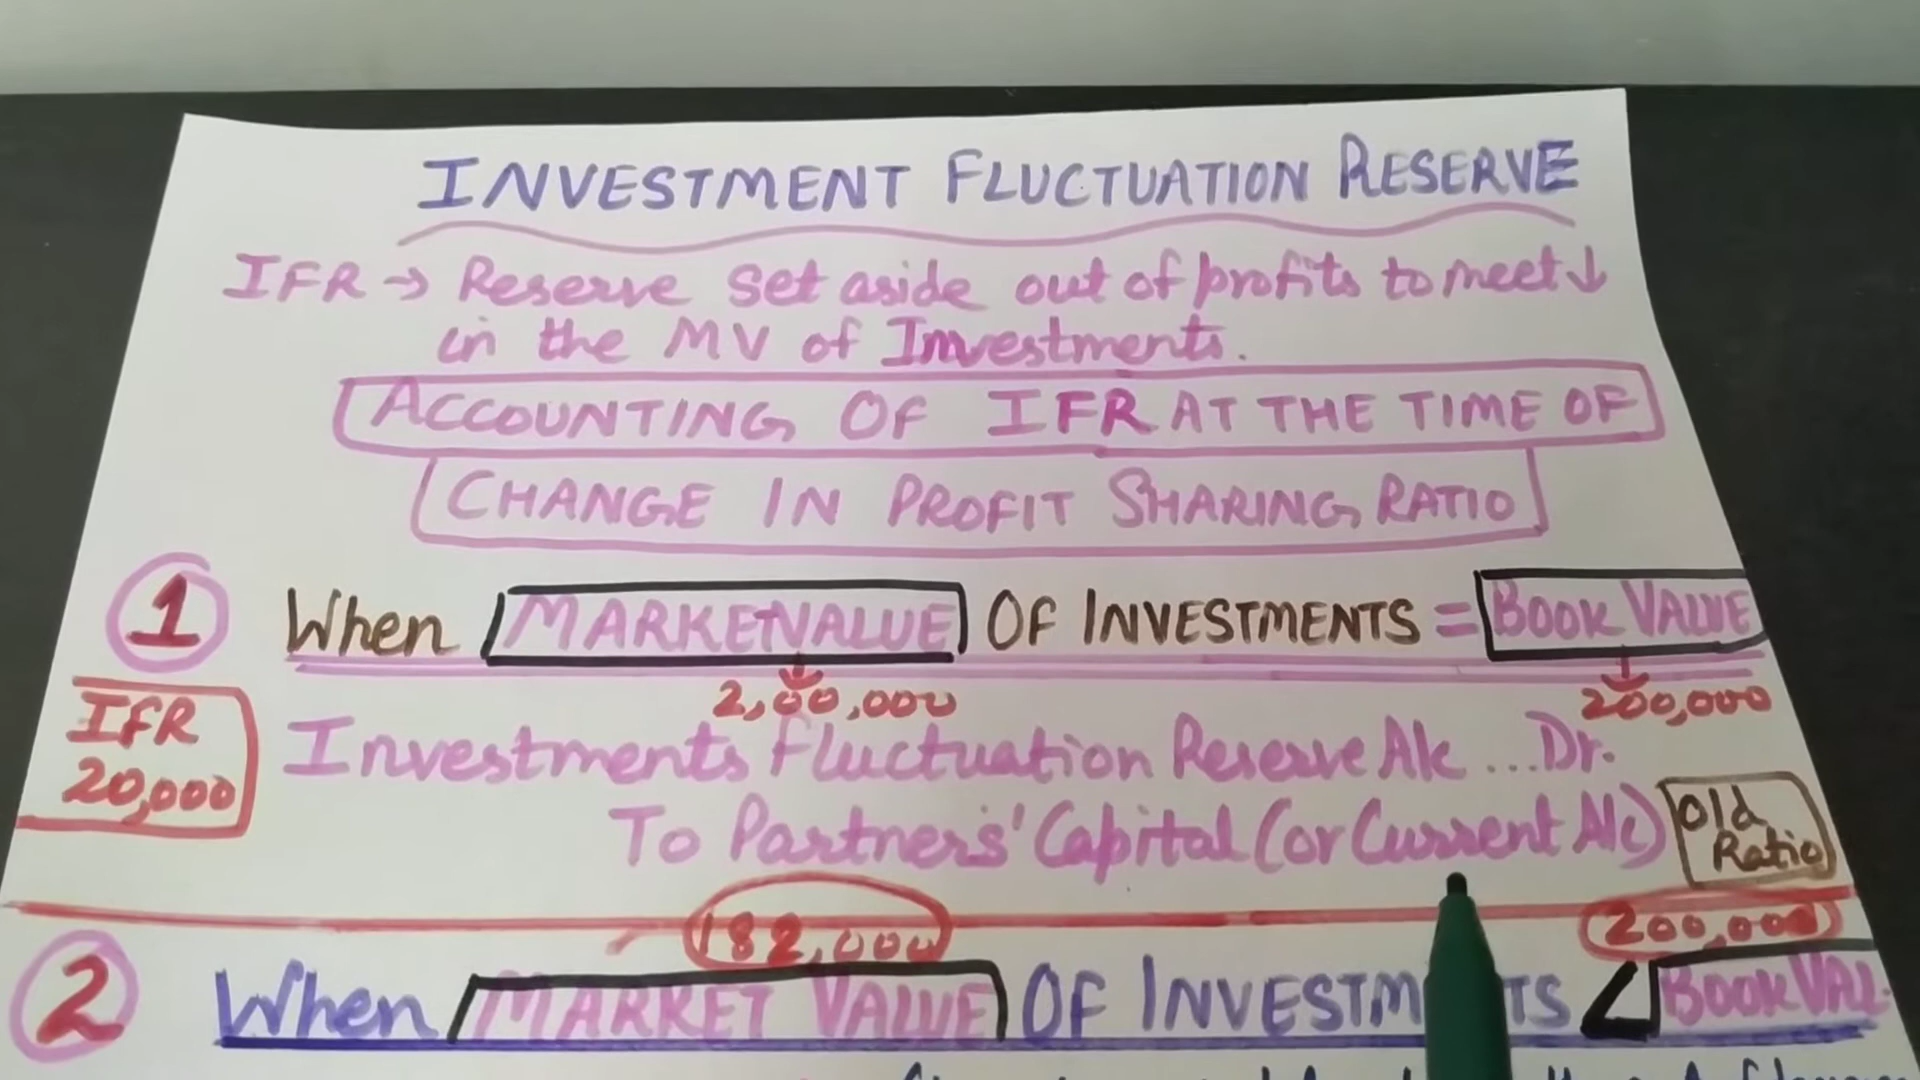 INVESTMENT FLUCTUATION RESERVE
IFR → Reserve set aside out of profits to meet ↓
in the MV of Investments.
ACCOUNTING OF IFR AT THE TIME OF
CHANGE IN PROFIT SHARING RATIO
1 When MARKET VALUE OF INVESTMENTS = BOOK VALUE
2,00,000 200,000
IFR
20,000
Investments Fluctuation Reserve A/c ... Dr.
To Partners' Capital (or Current A/c)
Old
Ratio
182,000 200,000
2 When MARKET VALUE OF INVESTM TS < BOOK VAL